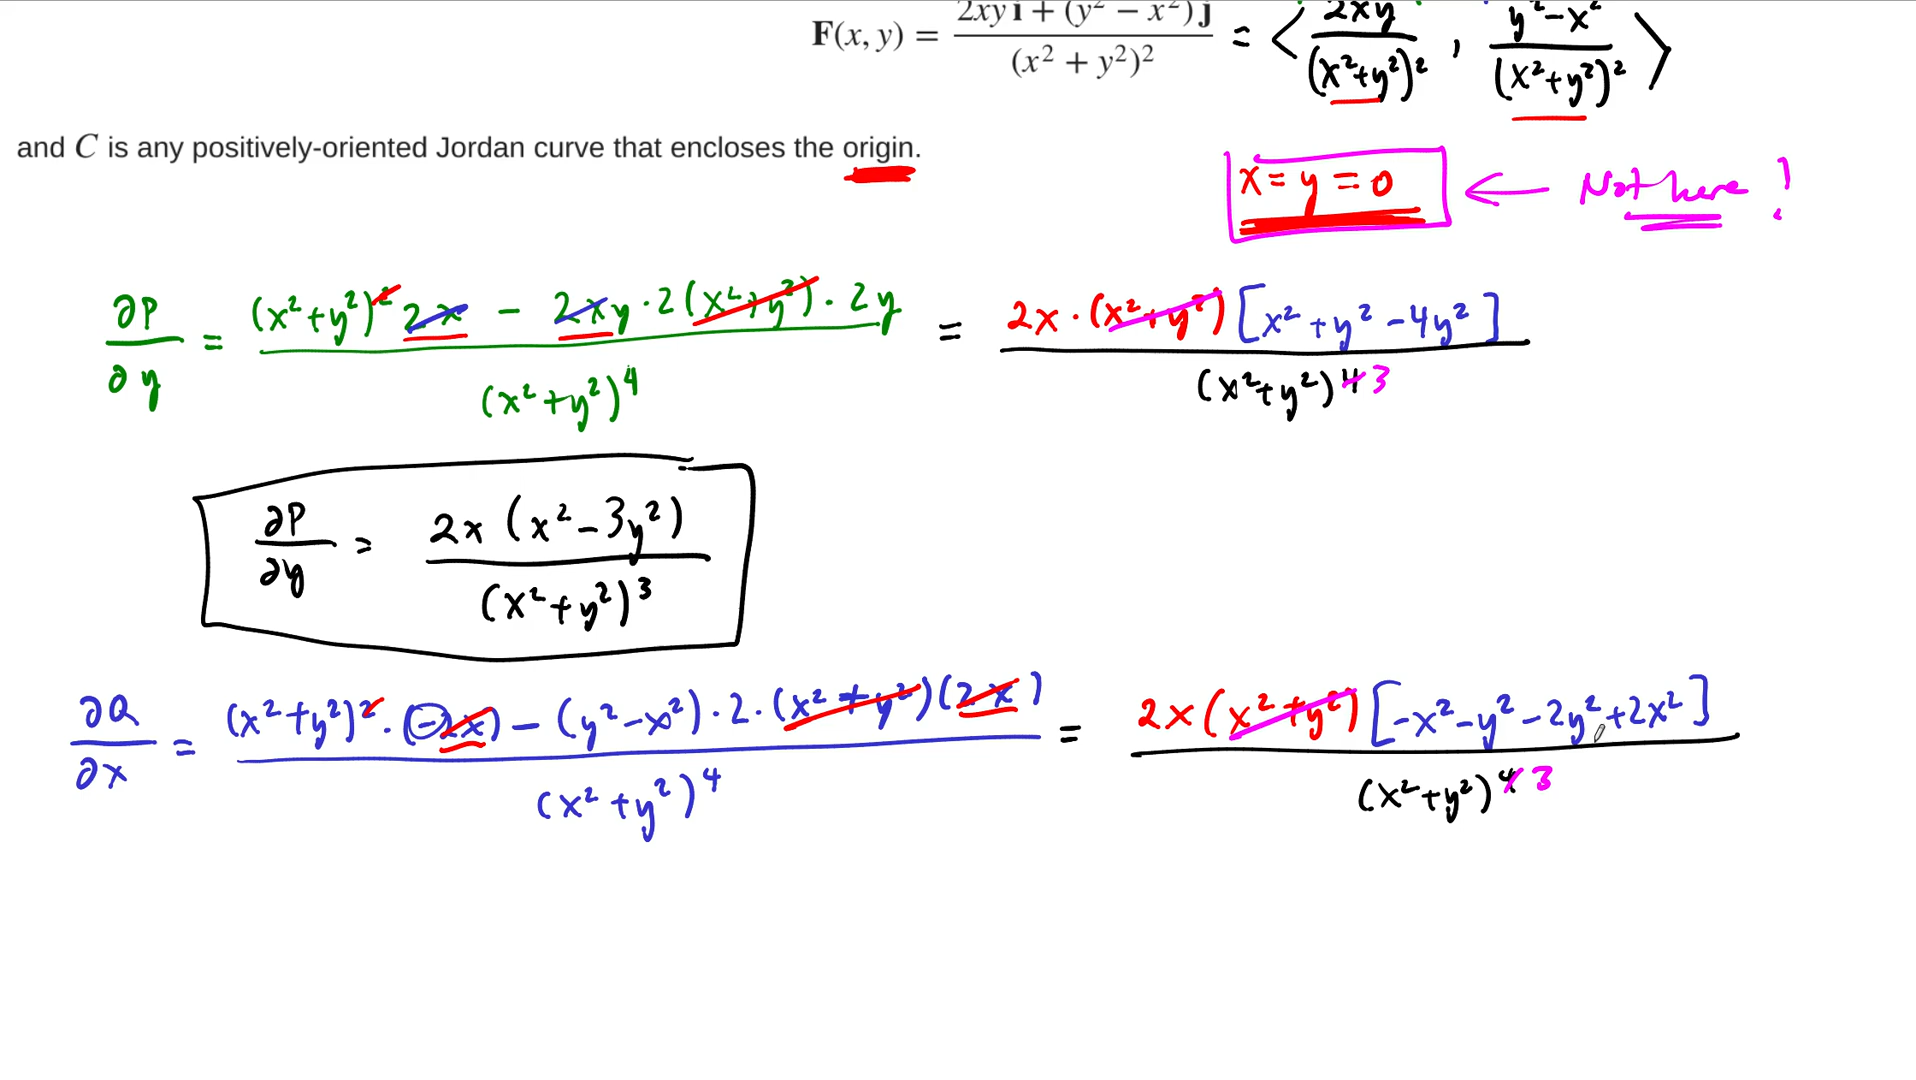 F(x, y) = 2xy i + (y² − x²) j / (x² + y²)² = ⟨ 2xy / (x²+y²)² , y²−x² / (x²+y²)² ⟩
and C is any positively-oriented Jordan curve that encloses the origin.
x = y = 0 ← Not here !
∂P/∂y = (x²+y²)² 2x − 2xy · 2(x²+y²) · 2y / (x²+y²)⁴ = 2x · (x²+y²) [x² + y² − 4y²] / (x²+y²)⁴ 3
∂P/∂y = 2x (x² − 3y²) / (x²+y²)³
∂Q/∂x = (x²+y²)² · (−2x) − (y²−x²) · 2 · (x²+y²)(2x) / (x²+y²)⁴ = 2x (x²+y²) [−x² − y² − 2y² + 2x²] / (x²+y²)⁴ 3